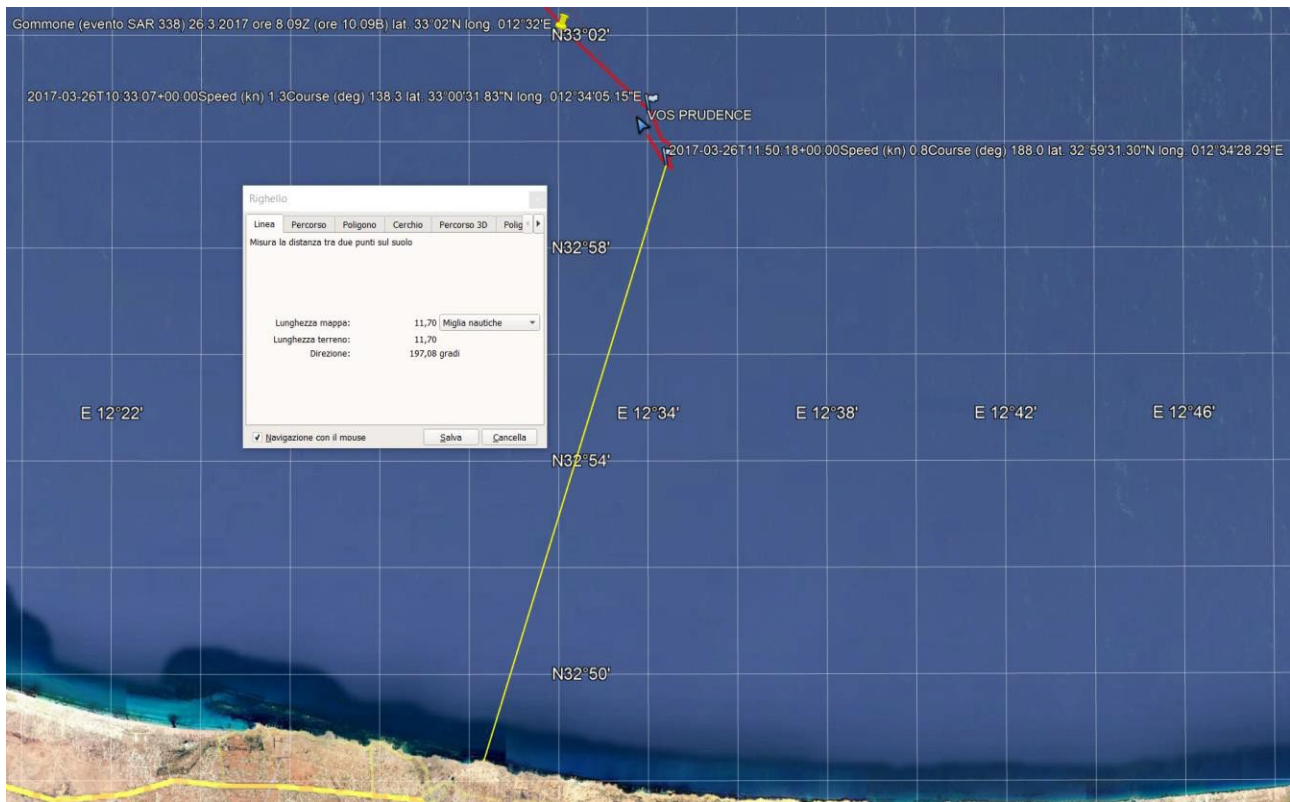 Gommone (evento SAR 338) 26.3.2017 ore 8.09Z (ore 10.09B) lat. 33°02'N long. 012°32'E
N33°02'
2017-03-26T10.33.07+00.00Speed (kn) 1.3Course (deg) 138.3 lat. 33°00'31.83"N long. 012°34'05.15"E
VOS PRUDENCE
2017-03-26T11.50.18+00.00Speed (kn) 0.8Course (deg) 188.0 lat. 32°59'31.30"N long. 012°34'28.29"E
Righello
Linea Percorso Poligono Cerchio Percorso 3D Polig
Misura la distanza tra due punti sul suolo
N32°58'
Lunghezza mappa: 11,70 Miglia nautiche
Lunghezza terreno: 11,70
Direzione: 197,08 gradi
E 12°22' E 12°34' E 12°38' E 12°42' E 12°46'
Navigazione con il mouse Salva Cancella
N32°54'
N32°50'